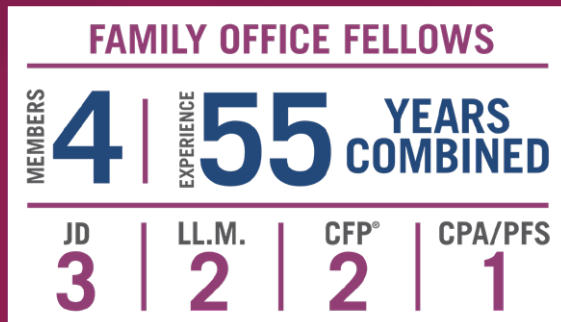 FAMILY OFFICE FELLOWS
MEMBERS 4 EXPERIENCE 55 YEARS COMBINED
JD LL.M. CFP® CPA/PFS
3 2 2 1